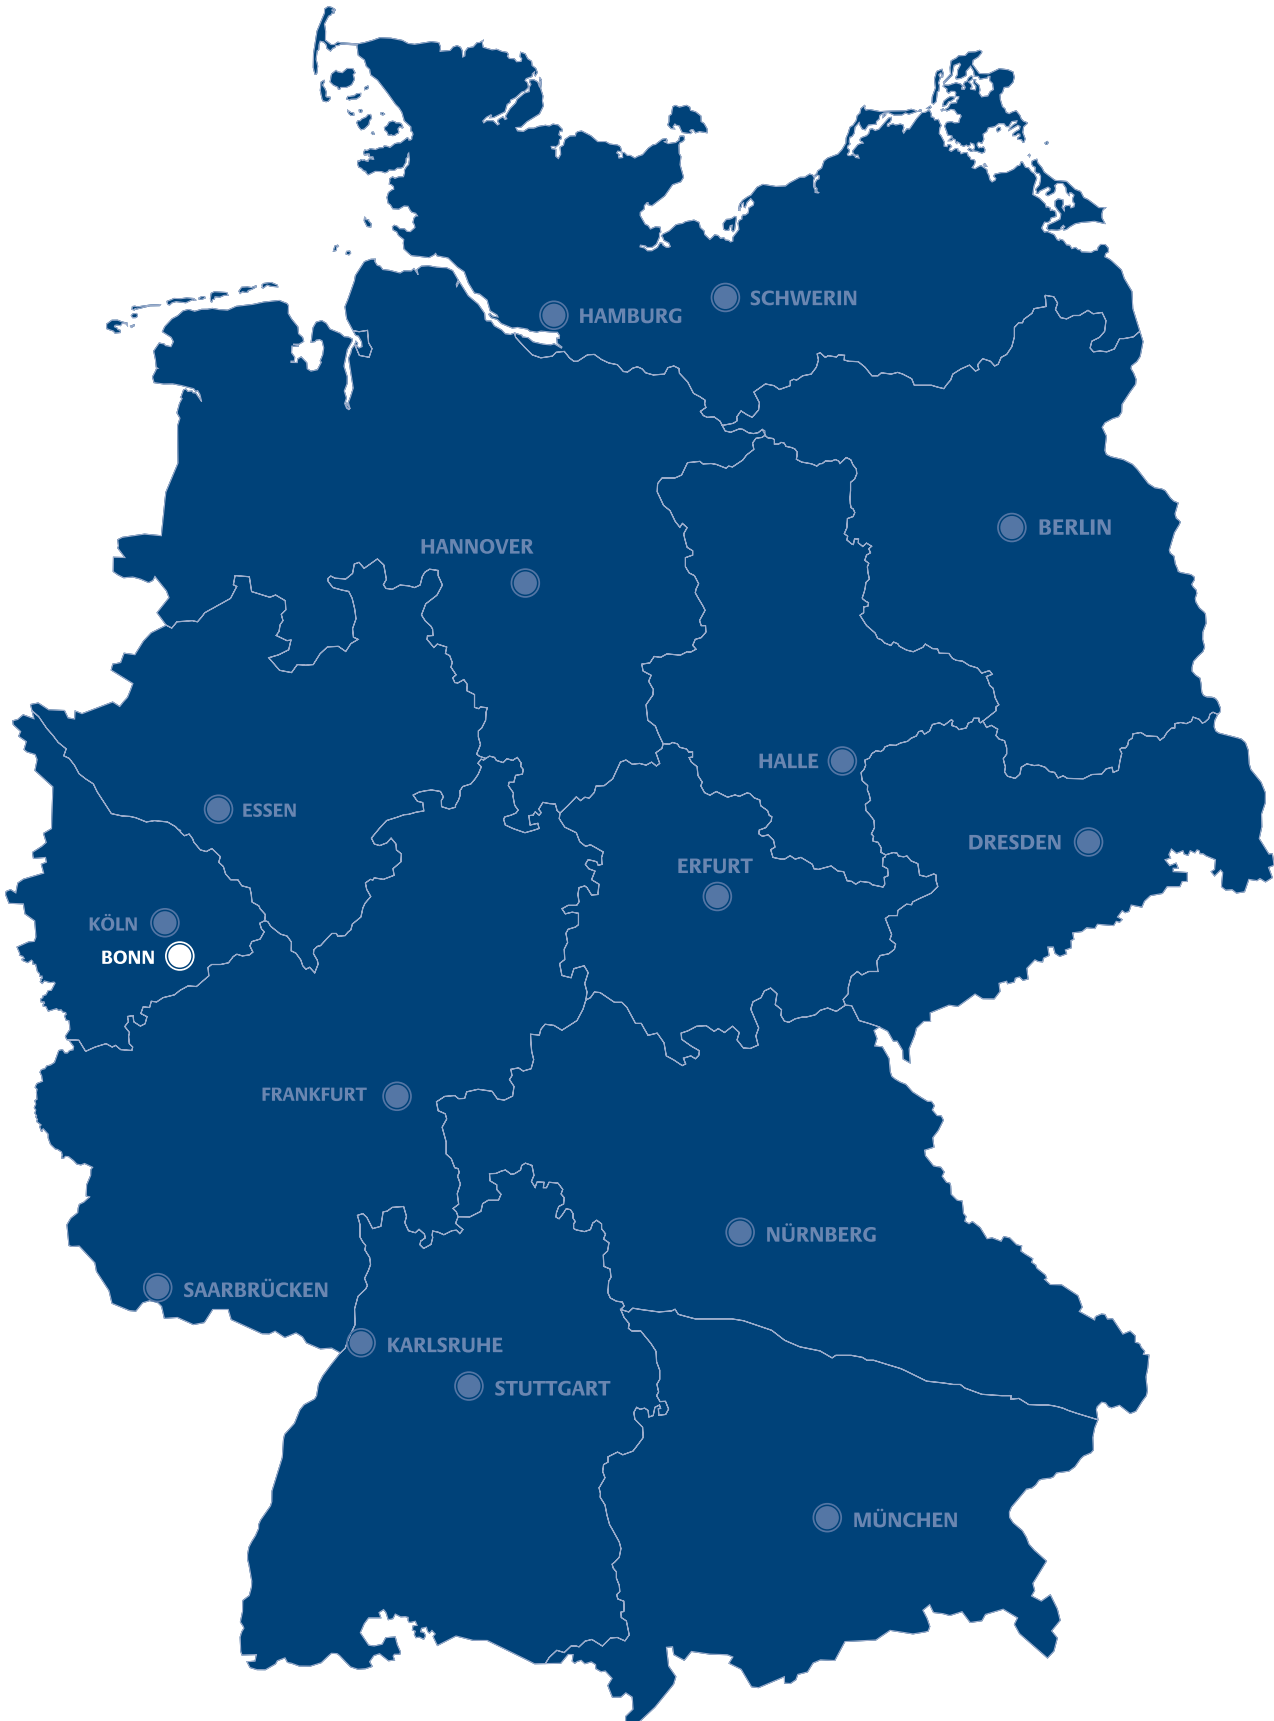 SCHWERIN
HAMBURG
BERLIN
HANNOVER
HALLE
ESSEN
DRESDEN
ERFURT
KÖLN
BONN
FRANKFURT
NÜRNBERG
SAARBRÜCKEN
KARLSRUHE
STUTTGART
MÜNCHEN